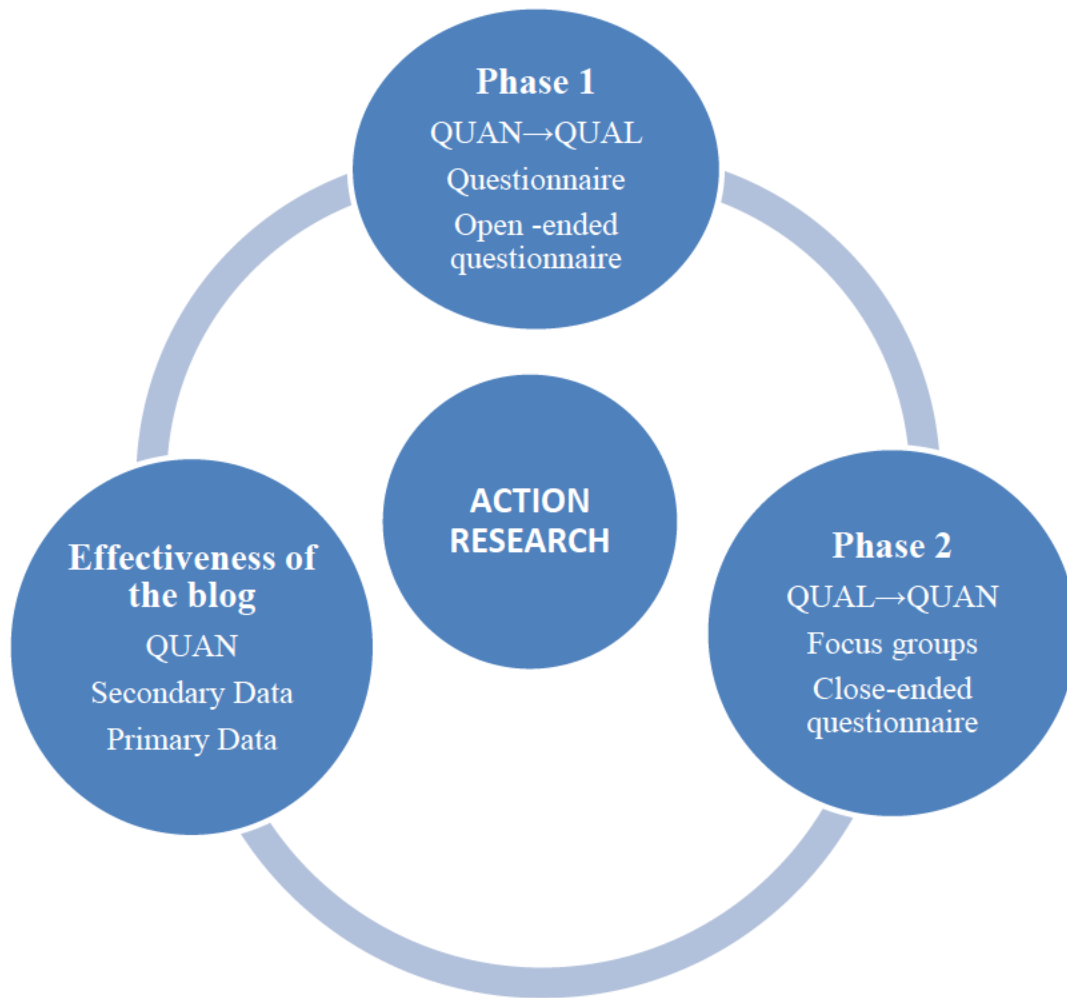 Phase 1
QUAN→QUAL
Questionnaire
Open -ended
questionnaire
ACTION
RESEARCH
Effectiveness of
the blog
QUAN
Secondary Data
Primary Data
Phase 2
QUAL→QUAN
Focus groups
Close-ended
questionnaire